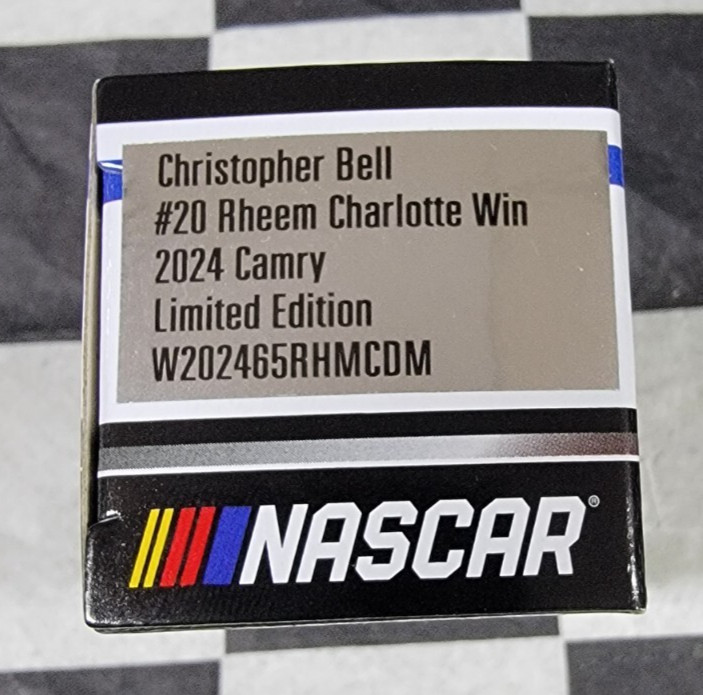 Christopher Bell
#20 Rheem Charlotte Win
2024 Camry
Limited Edition
W202465RHMCDM
NASCAR®